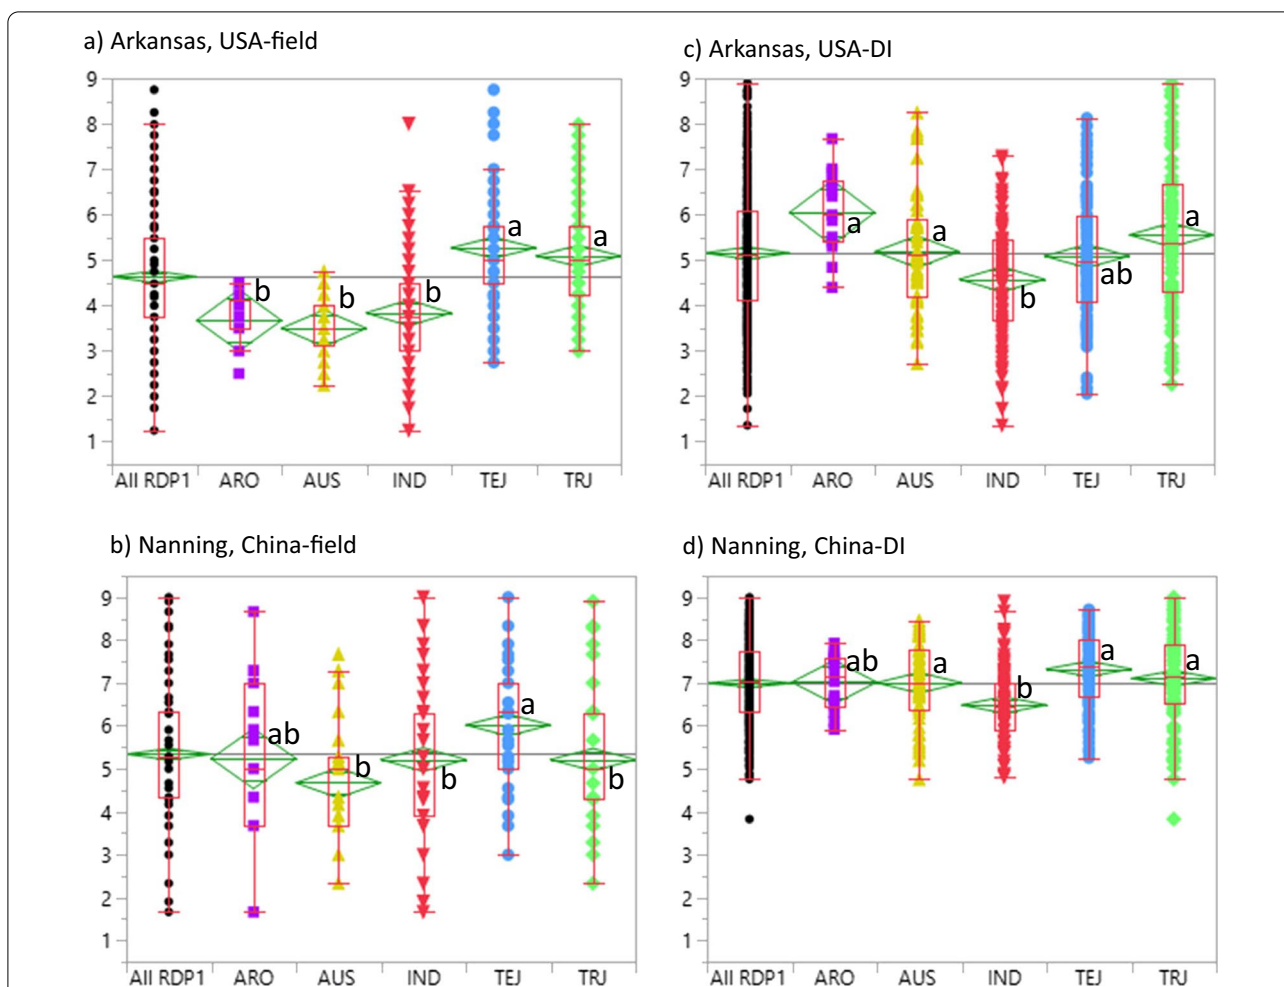 a) Arkansas, USA-field
9
8
7
6
5
4
3
2
1
b
b
b
a
a
All RDP1 ARO AUS IND TEJ TRJ
c) Arkansas, USA-DI
9
8
7
6
5
4
3
2
1
a
a
b
ab
a
All RDP1 ARO AUS IND TEJ TRJ
b) Nanning, China-field
9
8
7
6
5
4
3
2
1
ab
b
b
a
b
All RDP1 ARO AUS IND TEJ TRJ
d) Nanning, China-DI
9
8
7
6
5
4
3
2
1
ab
a
b
a
a
All RDP1 ARO AUS IND TEJ TRJ